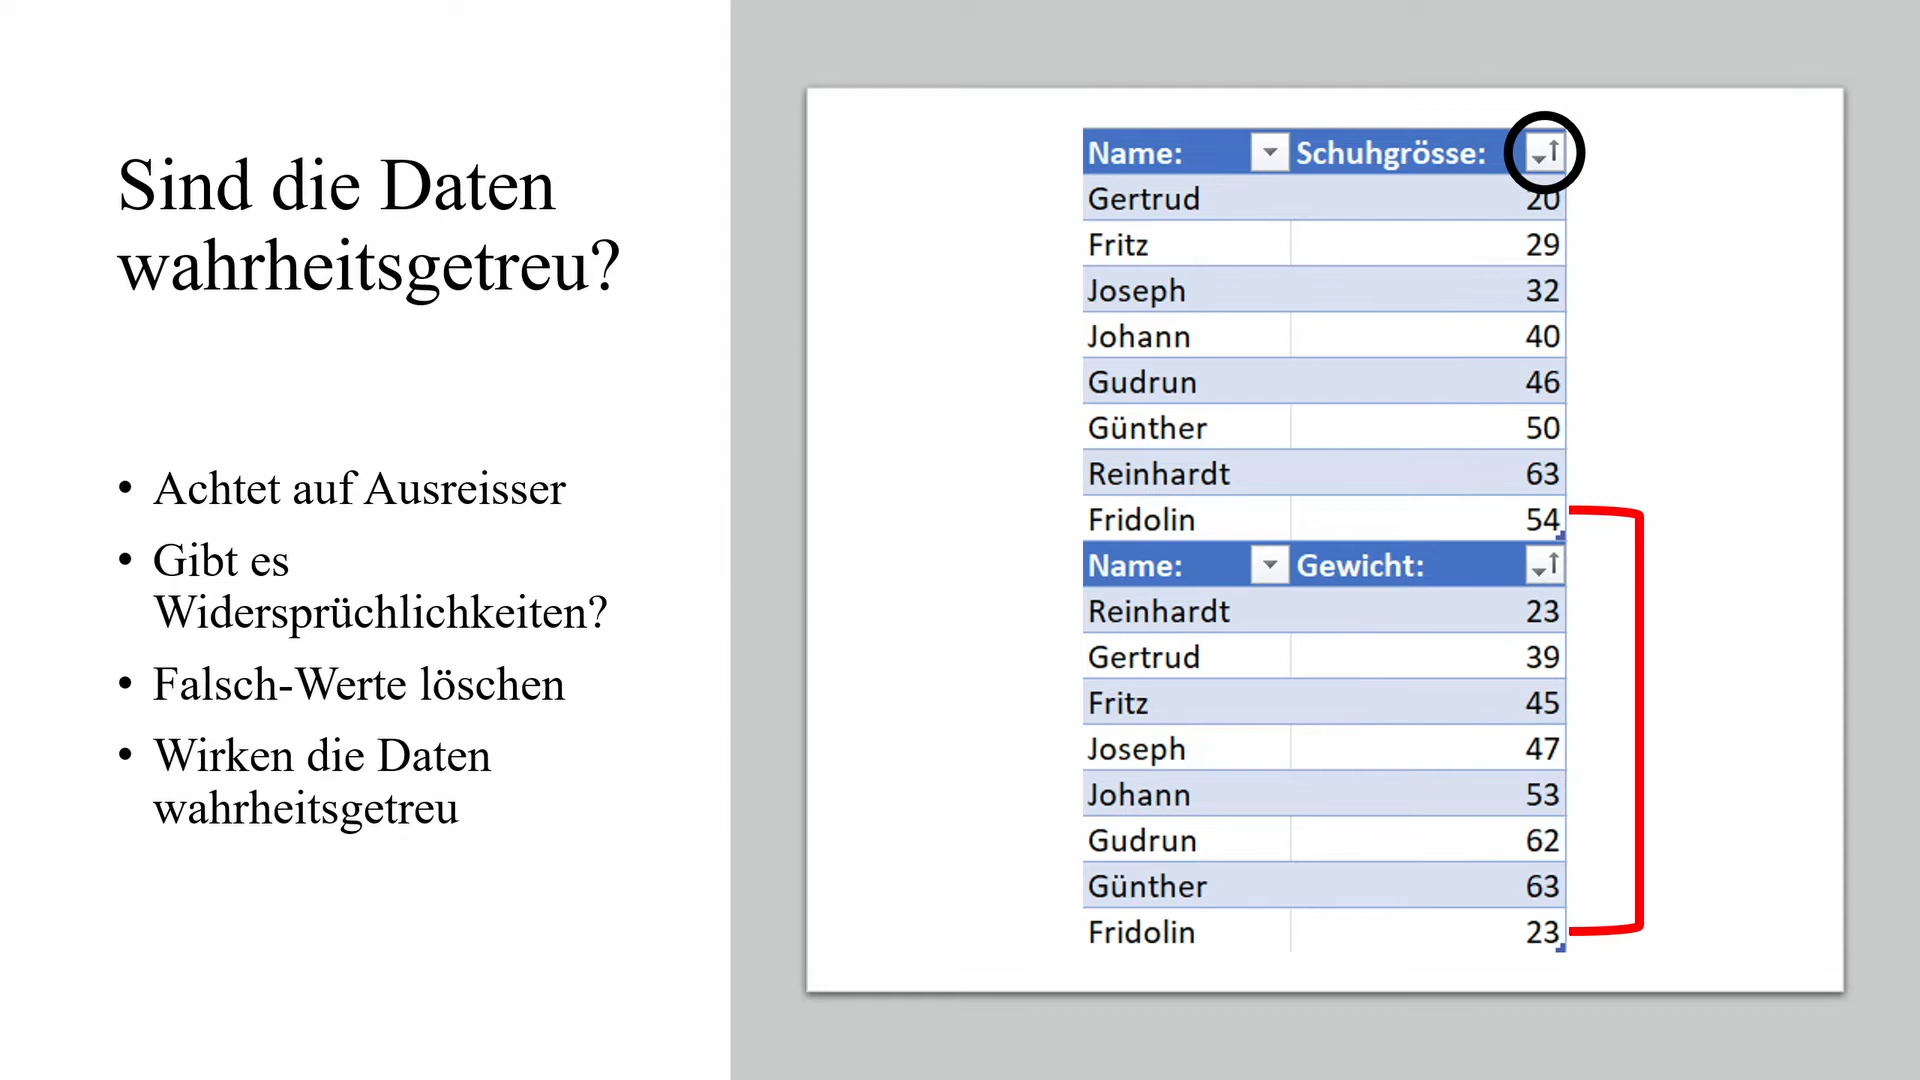 Sind die Daten
wahrheitsgetreu?
• Achtet auf Ausreisser
• Gibt es
Widersprüchlichkeiten?
• Falsch-Werte löschen
• Wirken die Daten
wahrheitsgetreu
Name: Schuhgrösse:
Gertrud 20
Fritz 29
Joseph 32
Johann 40
Gudrun 46
Günther 50
Reinhardt 63
Fridolin 54
Name: Gewicht:
Reinhardt 23
Gertrud 39
Fritz 45
Joseph 47
Johann 53
Gudrun 62
Günther 63
Fridolin 23